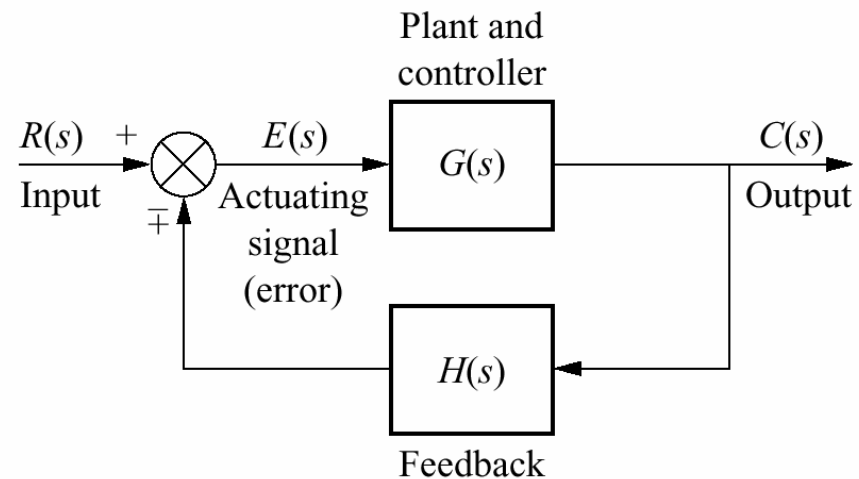 Plant and
controller
R(s) +
E(s)
G(s)
C(s)
Input
∓
Actuating
signal
(error)
Output
H(s)
Feedback